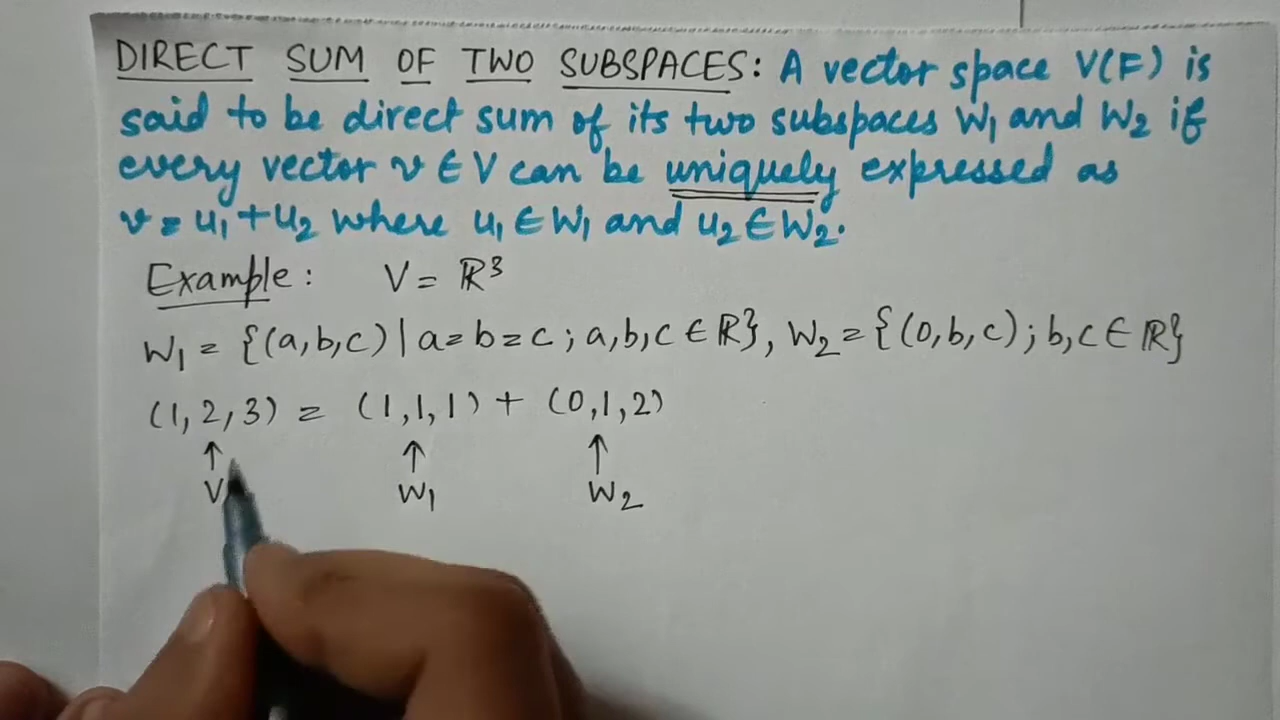 DIRECT SUM OF TWO SUBSPACES: A vector space V(F) is
said to be direct sum of its two subspaces W₁ and W₂ if
every vector v ∈ V can be uniquely expressed as
v = u₁ + u₂ where u₁ ∈ W₁ and u₂ ∈ W₂.
Example: V = ℝ³
W₁ = {(a,b,c) | a=b=c ; a,b,c ∈ ℝ}, W₂ = {(0,b,c) ; b,c ∈ ℝ}
(1,2,3) = (1,1,1) + (0,1,2)
↑ ↑ ↑
V W₁ W₂